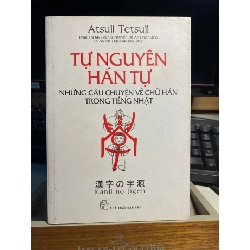 Atsuji Tetsuji
TỰ NGUYÊN
HÁN TỰ
NHỮNG CÂU CHUYỆN VỀ CHỮ HÁN
TRONG TIẾNG NHẬT
漢字の字源
Kanji no jigen